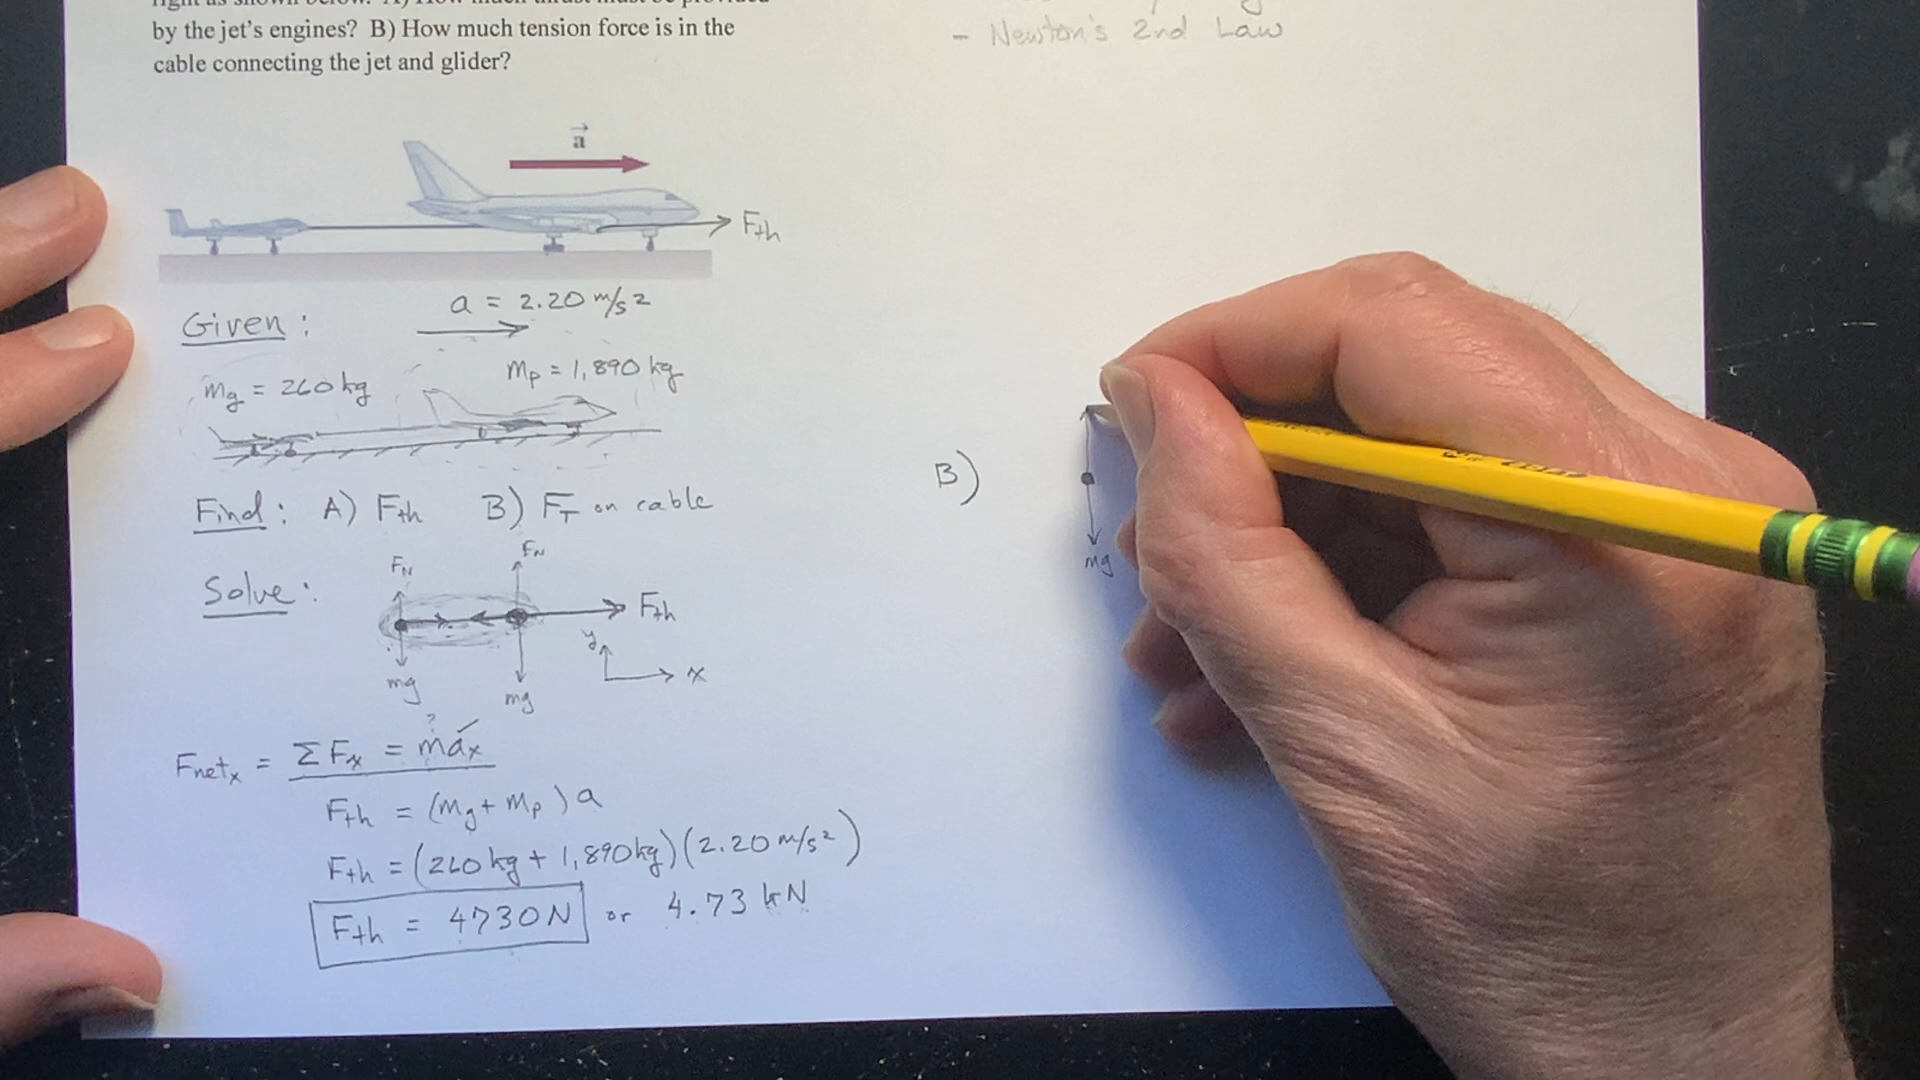 by the jet's engines? B) How much tension force is in the
cable connecting the jet and glider?
a
Fth
Given:
a = 2.20 m/s2
mg = 260 kg
mp = 1,890 kg
Find: A) Fth B) FT on cable
Solve:
FN
FN
Fth
y
x
mg
mg
?
Fnetx = ΣFx = max
Fth = (mg + mp) a
Fth = (260 kg + 1,890 kg)(2.20 m/s²)
Fth = 4730 N or 4.73 kN
- Newton's 2nd Law
B)
mg